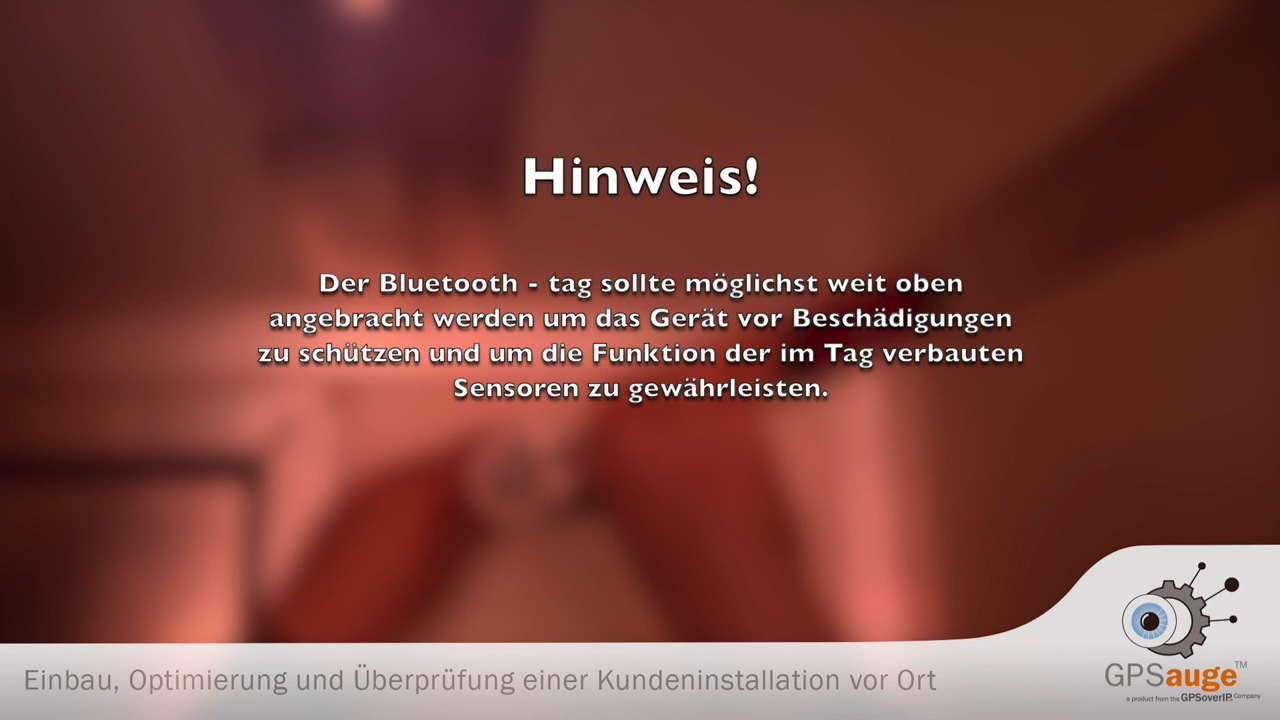 Hinweis!
Der Bluetooth - tag sollte möglichst weit oben
angebracht werden um das Gerät vor Beschädigungen
zu schützen und um die Funktion der im Tag verbauten
Sensoren zu gewährleisten.
Einbau, Optimierung und Überprüfung einer Kundeninstallation vor Ort
GPSauge™
a product from the GPSoverIP. Company